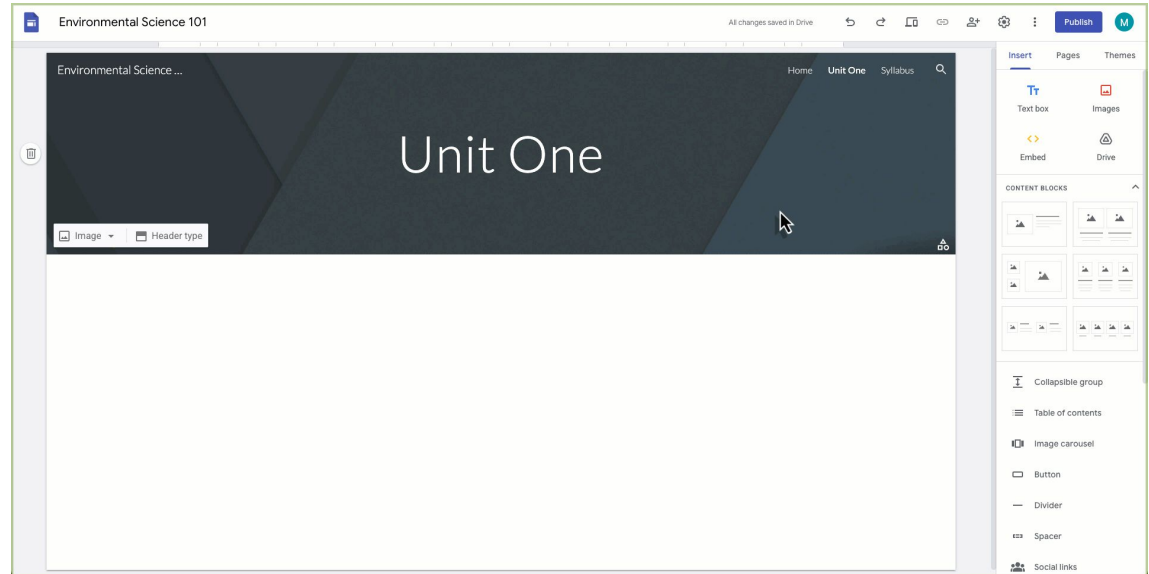 Environmental Science 101
All changes saved in Drive
Publish
M
Environmental Science ...
Home Unit One Syllabus
Unit One
Image
Header type
Insert Pages Themes
Tт
Text box Images
Embed Drive
CONTENT BLOCKS
Collapsible group
Table of contents
Image carousel
Button
Divider
Spacer
Social links